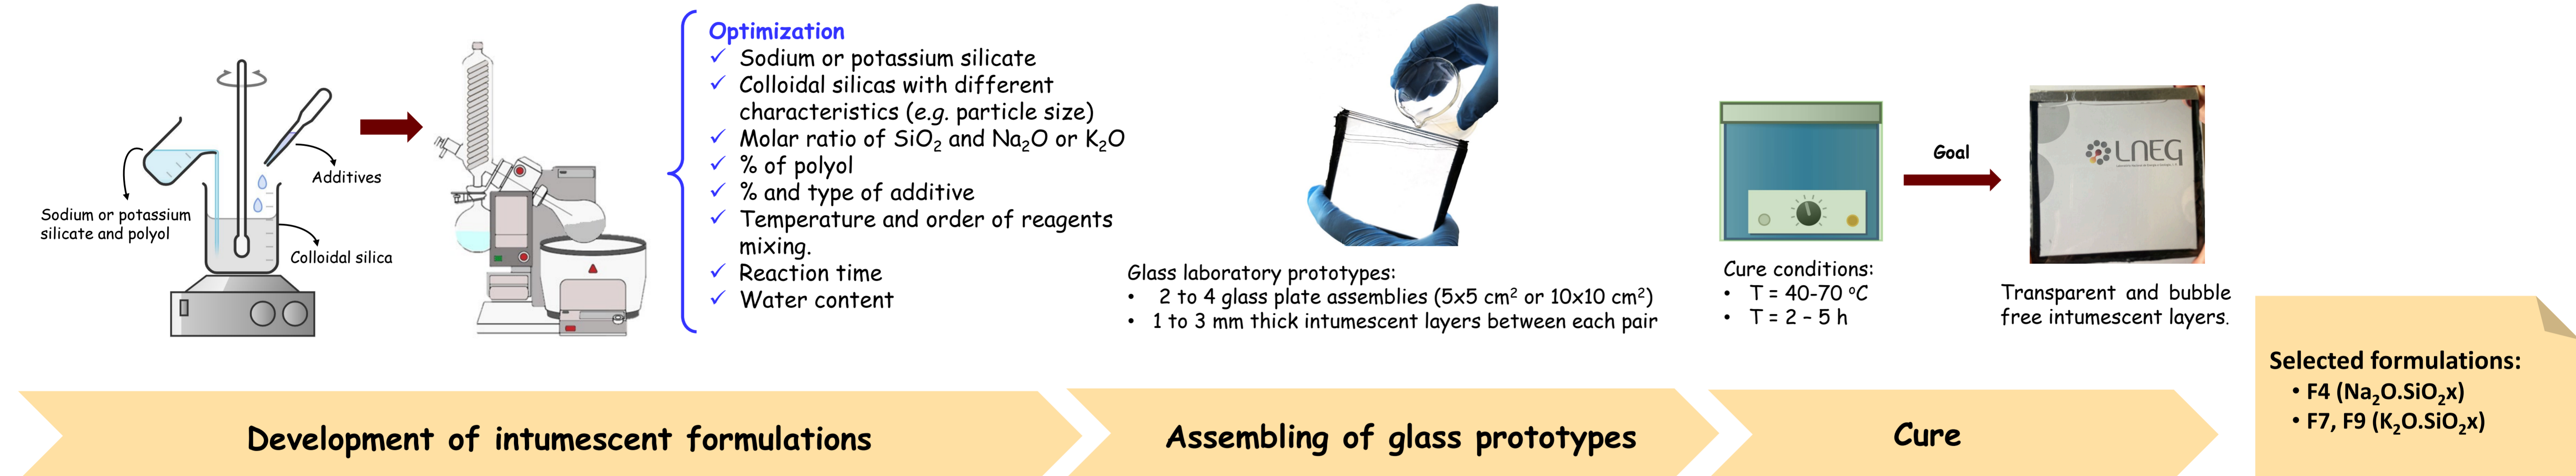 Sodium or potassium
silicate and polyol
Additives
Colloidal silica
Optimization
✓ Sodium or potassium silicate
✓ Colloidal silicas with different
characteristics (e.g. particle size)
✓ Molar ratio of SiO₂ and Na₂O or K₂O
✓ % of polyol
✓ % and type of additive
✓ Temperature and order of reagents
mixing.
✓ Reaction time
✓ Water content
Glass laboratory prototypes:
• 2 to 4 glass plate assemblies (5x5 cm² or 10x10 cm²)
• 1 to 3 mm thick intumescent layers between each pair
Cure conditions:
• T = 40-70 ºC
• T = 2 – 5 h
Goal
LNEG
Transparent and bubble
free intumescent layers.
Development of intumescent formulations
Assembling of glass prototypes
Cure
Selected formulations:
• F4 (Na₂O.SiO₂x)
• F7, F9 (K₂O.SiO₂x)